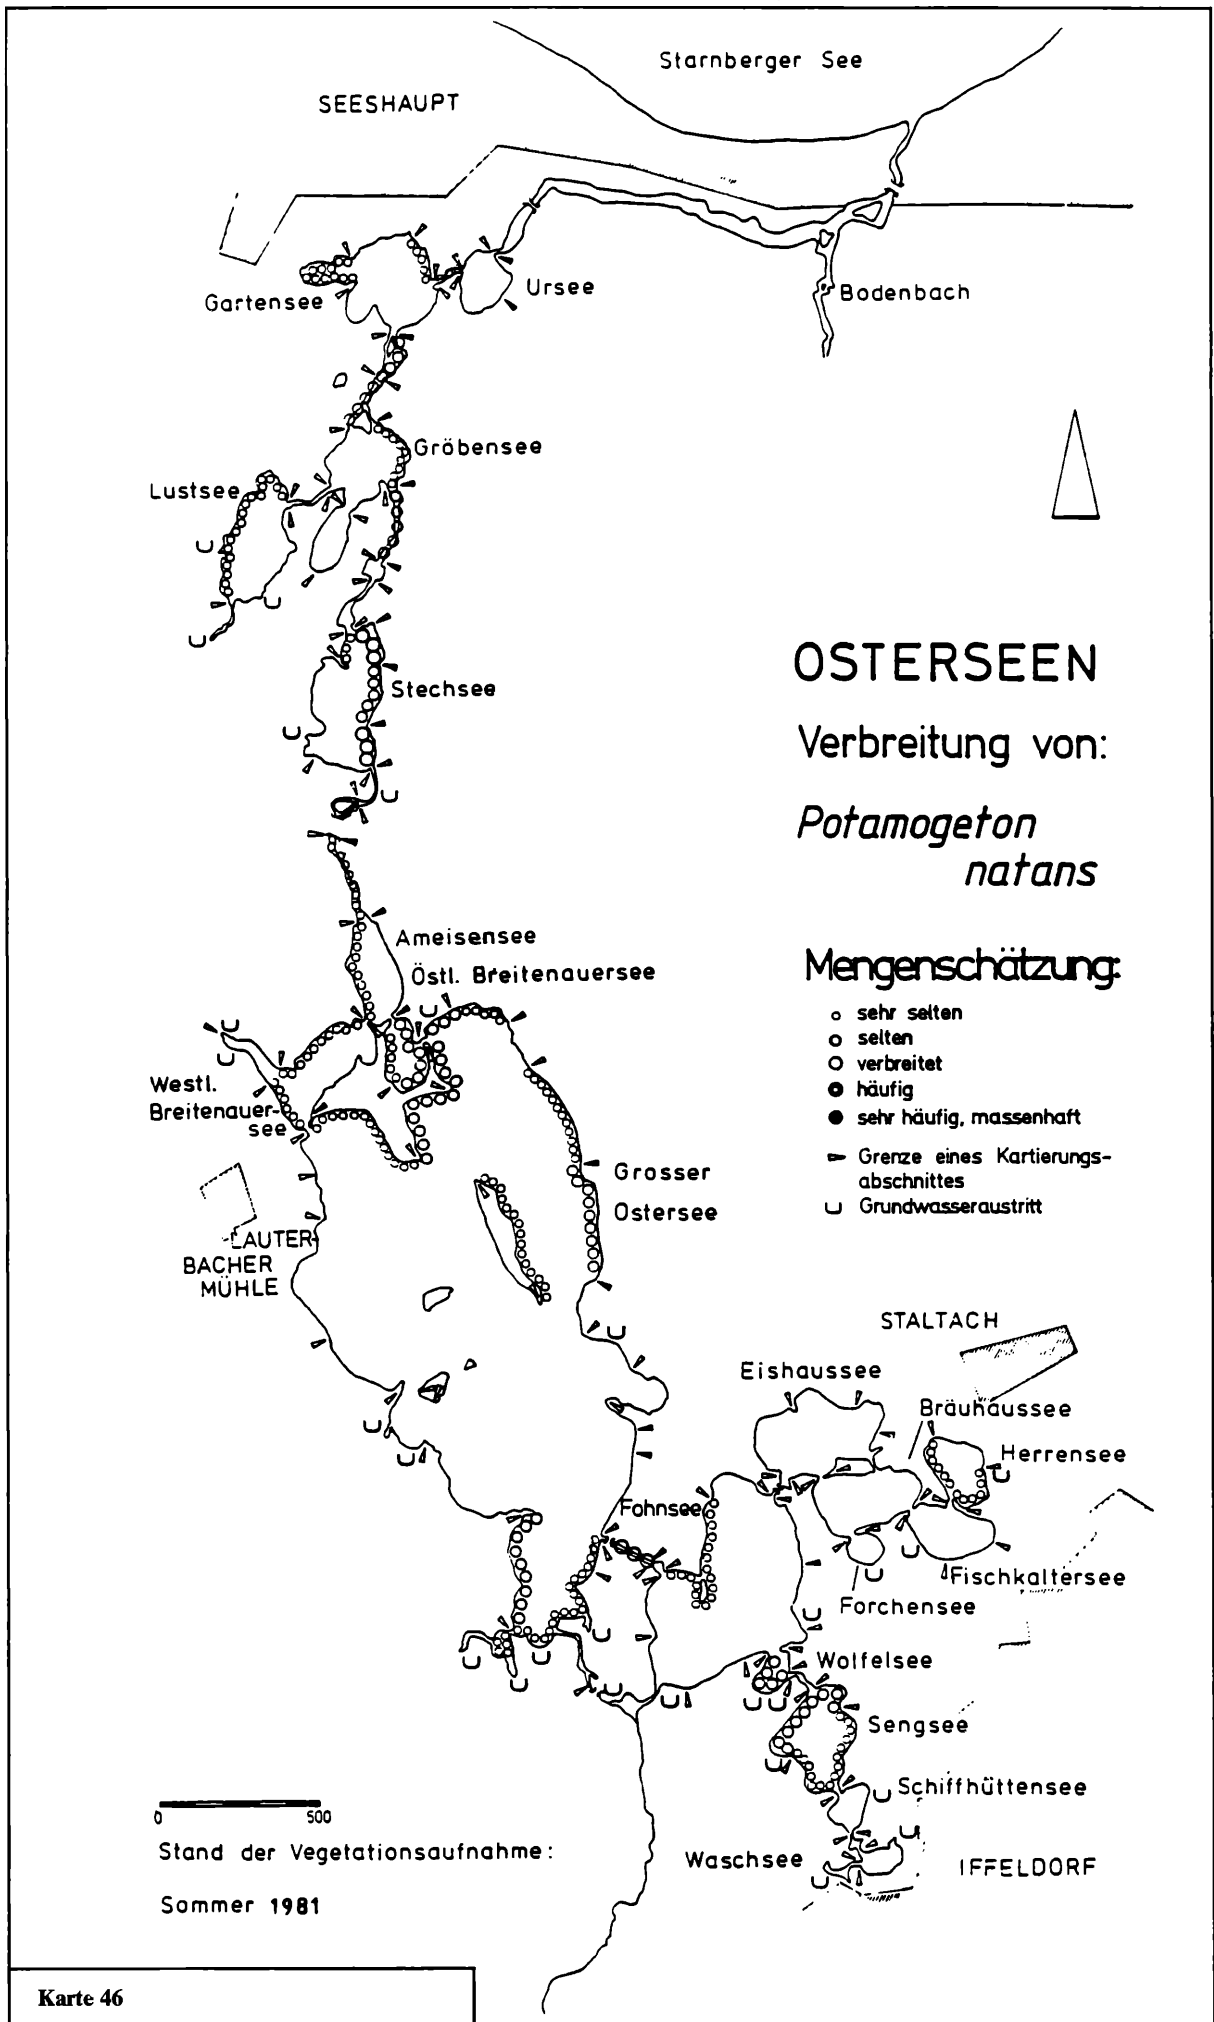 Starnberger See
SEESHAUPT
Gartensee
Ursee
Bodenbach
Gröbensee
Lustsee
Stechsee
OSTERSEEN
Verbreitung von:
Potamogeton
natans
Ameisensee
Östl. Breitenauersee
Mengenschätzung:
sehr selten
selten
verbreitet
häufig
sehr häufig, massenhaft
Grenze eines Kartierungs-
abschnittes
Grundwasseraustritt
Westl.
Breitenauer-
see
Grosser
Ostersee
LAUTER-
BACHER
MÜHLE
STALTACH
Eishaussee
Bräuhaussee
Herrensee
Fohnsee
Fischkaltersee
Forchensee
Wolfelsee
Sengsee
Schiffhüttensee
Waschsee
IFFELDORF
0 500
Stand der Vegetationsaufnahme:
Sommer 1981
Karte 46